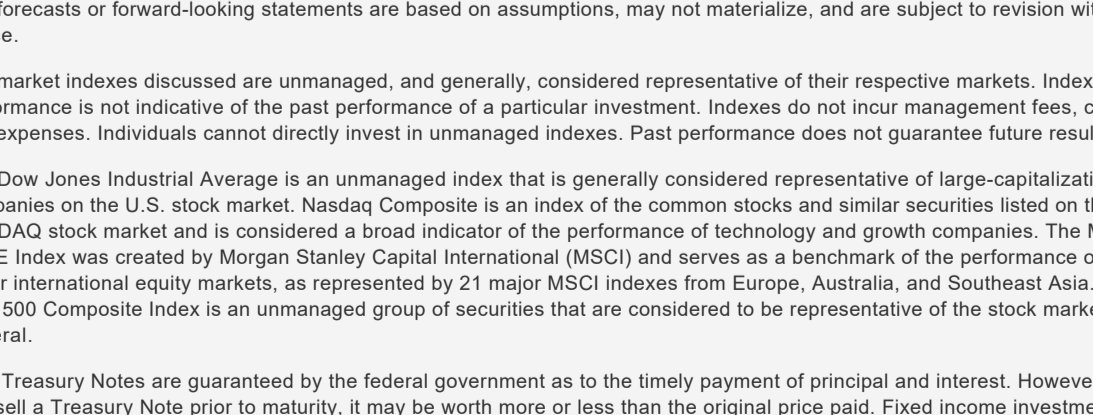 forecasts or forward-looking statements are based on assumptions, may not materialize, and are subject to revision wit
e.
market indexes discussed are unmanaged, and generally, considered representative of their respective markets. Index
ormance is not indicative of the past performance of a particular investment. Indexes do not incur management fees, c
expenses. Individuals cannot directly invest in unmanaged indexes. Past performance does not guarantee future resul
Dow Jones Industrial Average is an unmanaged index that is generally considered representative of large-capitalizati
panies on the U.S. stock market. Nasdaq Composite is an index of the common stocks and similar securities listed on th
DAQ stock market and is considered a broad indicator of the performance of technology and growth companies. The M
E Index was created by Morgan Stanley Capital International (MSCI) and serves as a benchmark of the performance o
r international equity markets, as represented by 21 major MSCI indexes from Europe, Australia, and Southeast Asia.
500 Composite Index is an unmanaged group of securities that are considered to be representative of the stock marke
eral.
Treasury Notes are guaranteed by the federal government as to the timely payment of principal and interest. Howeve
sell a Treasury Note prior to maturity, it may be worth more or less than the original price paid. Fixed income investme